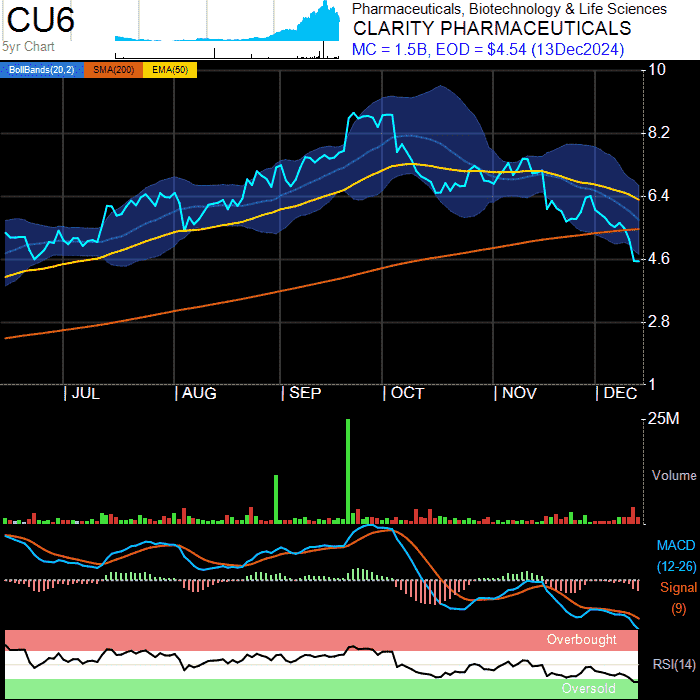 CU6
5yr Chart
Pharmaceuticals, Biotechnology & Life Sciences
CLARITY PHARMACEUTICALS
MC = 1.5B, EOD = $4.54 (13Dec2024)
BollBands(20,2) SMA(200) EMA(50)
10
8.2
6.4
4.6
2.8
1
| JUL | AUG | SEP | OCT | NOV | DEC
25M
Volume
MACD
(12-26)
Signal
(9)
Overbought
RSI(14)
Oversold